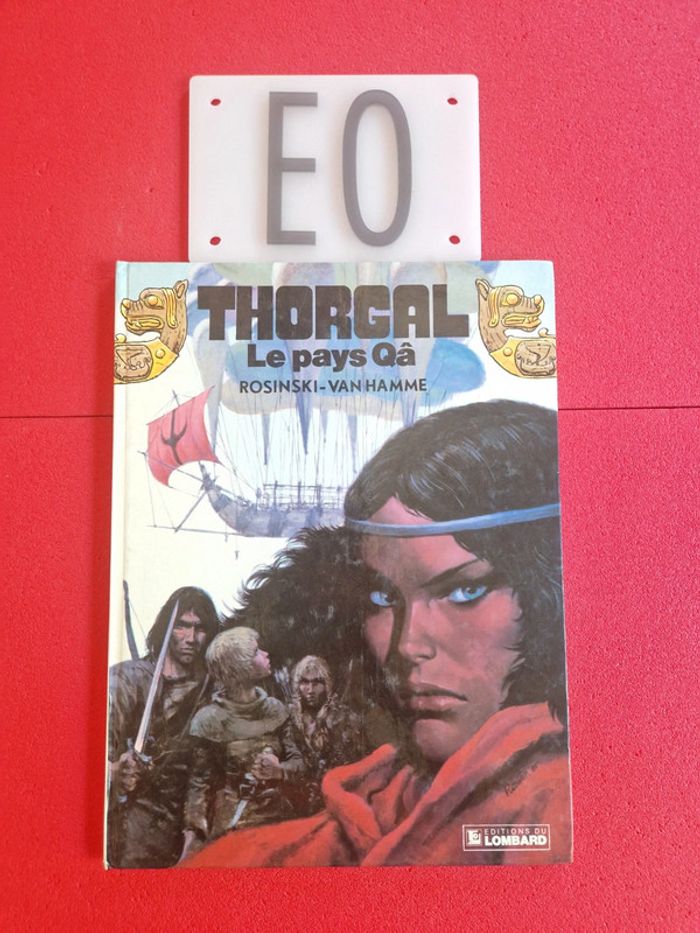 EO
THORGAL
Le pays Qâ
ROSINSKI-VAN HAMME
EDITIONS DU
LOMBARD